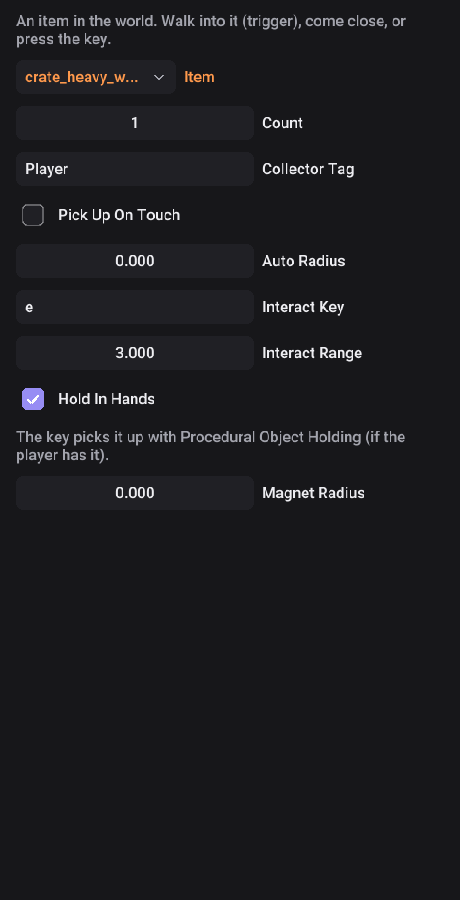 An item in the world. Walk into it (trigger), come close, or
press the key.
crate_heavy_w... Item
1 Count
Player Collector Tag
Pick Up On Touch
0.000 Auto Radius
e Interact Key
3.000 Interact Range
Hold In Hands
The key picks it up with Procedural Object Holding (if the
player has it).
0.000 Magnet Radius